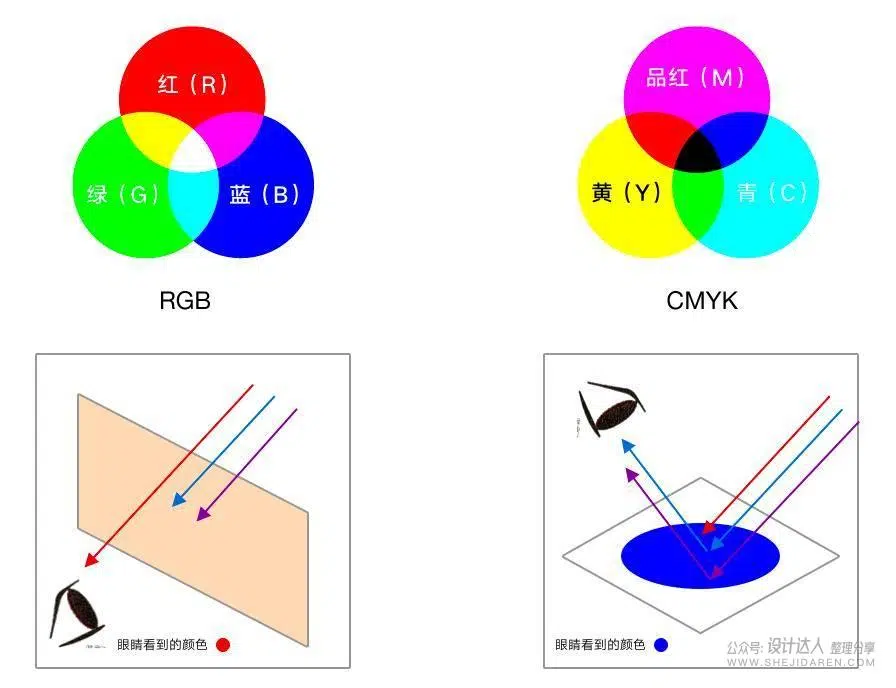 红（R）
绿（G）
蓝（B）
RGB
品红（M）
黄（Y）
青（C）
CMYK
眼睛看到的颜色
眼睛看到的颜色
公众号: 设计达人 整理分享
WWW.SHEJIDAREN.COM